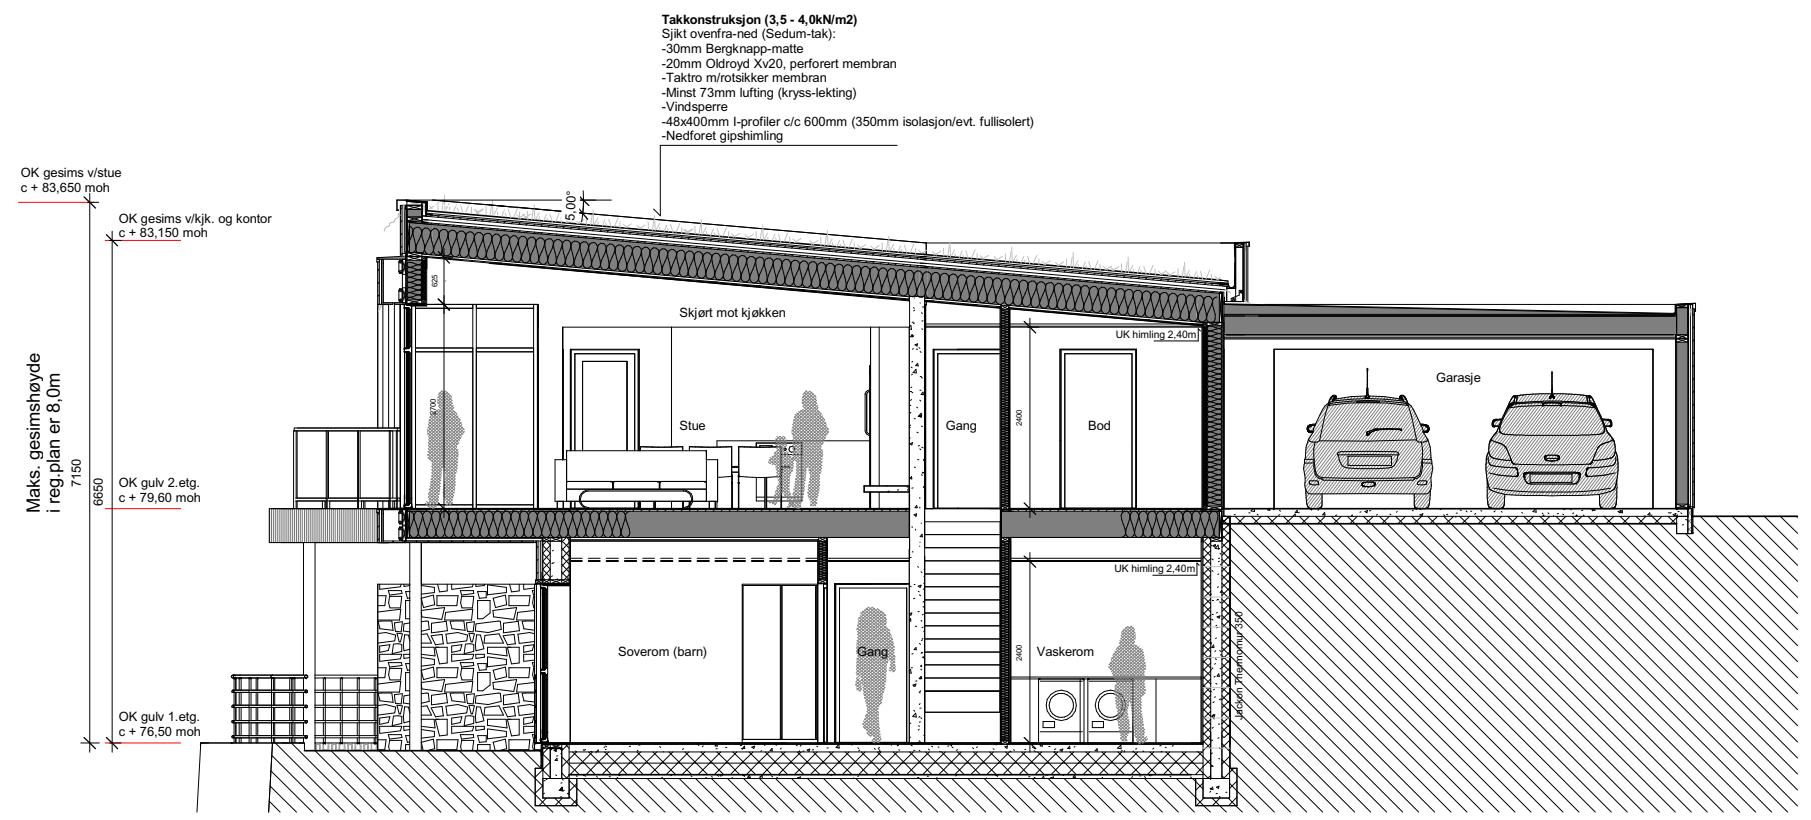 Takkonstruksjon (3,5 - 4,0kN/m2)
Sjikt ovenfra-ned (Sedum-tak):
-30mm Bergknapp-matte
-20mm Oldroyd Xv20, perforert membran
-Taktro m/rotsikker membran
-Minst 73mm lufting (kryss-lekting)
-Vindsperre
-48x400mm I-profiler c/c 600mm (350mm isolasjon/evt. fullisolert)
-Nedforet gipshimling
OK gesims v/stue
c + 83,650 moh
OK gesims v/kjk. og kontor
c + 83,150 moh
5,00°
625
Skjørt mot kjøkken
UK himling 2,40m
Maks. gesimshøyde
i reg.plan er 8,0m
7150
6650
Garasje
2400
Stue
Gang
Bod
OK gulv 2.etg.
c + 79,60 moh
UK himling 2,40m
Jackon Thermomur 350
Soverom (barn)
Gang
2400
Vaskerom
OK gulv 1.etg.
c + 76,50 moh